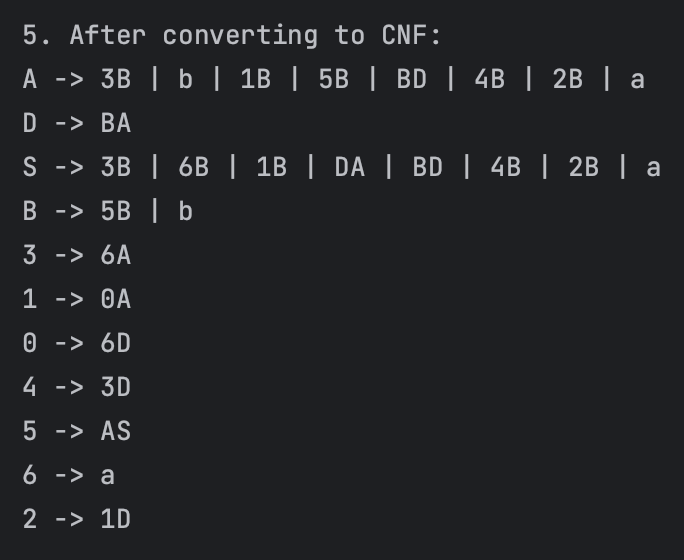 5. After converting to CNF:
A -> 3B | b | 1B | 5B | BD | 4B | 2B | a
D -> BA
S -> 3B | 6B | 1B | DA | BD | 4B | 2B | a
B -> 5B | b
3 -> 6A
1 -> 0A
0 -> 6D
4 -> 3D
5 -> AS
6 -> a
2 -> 1D